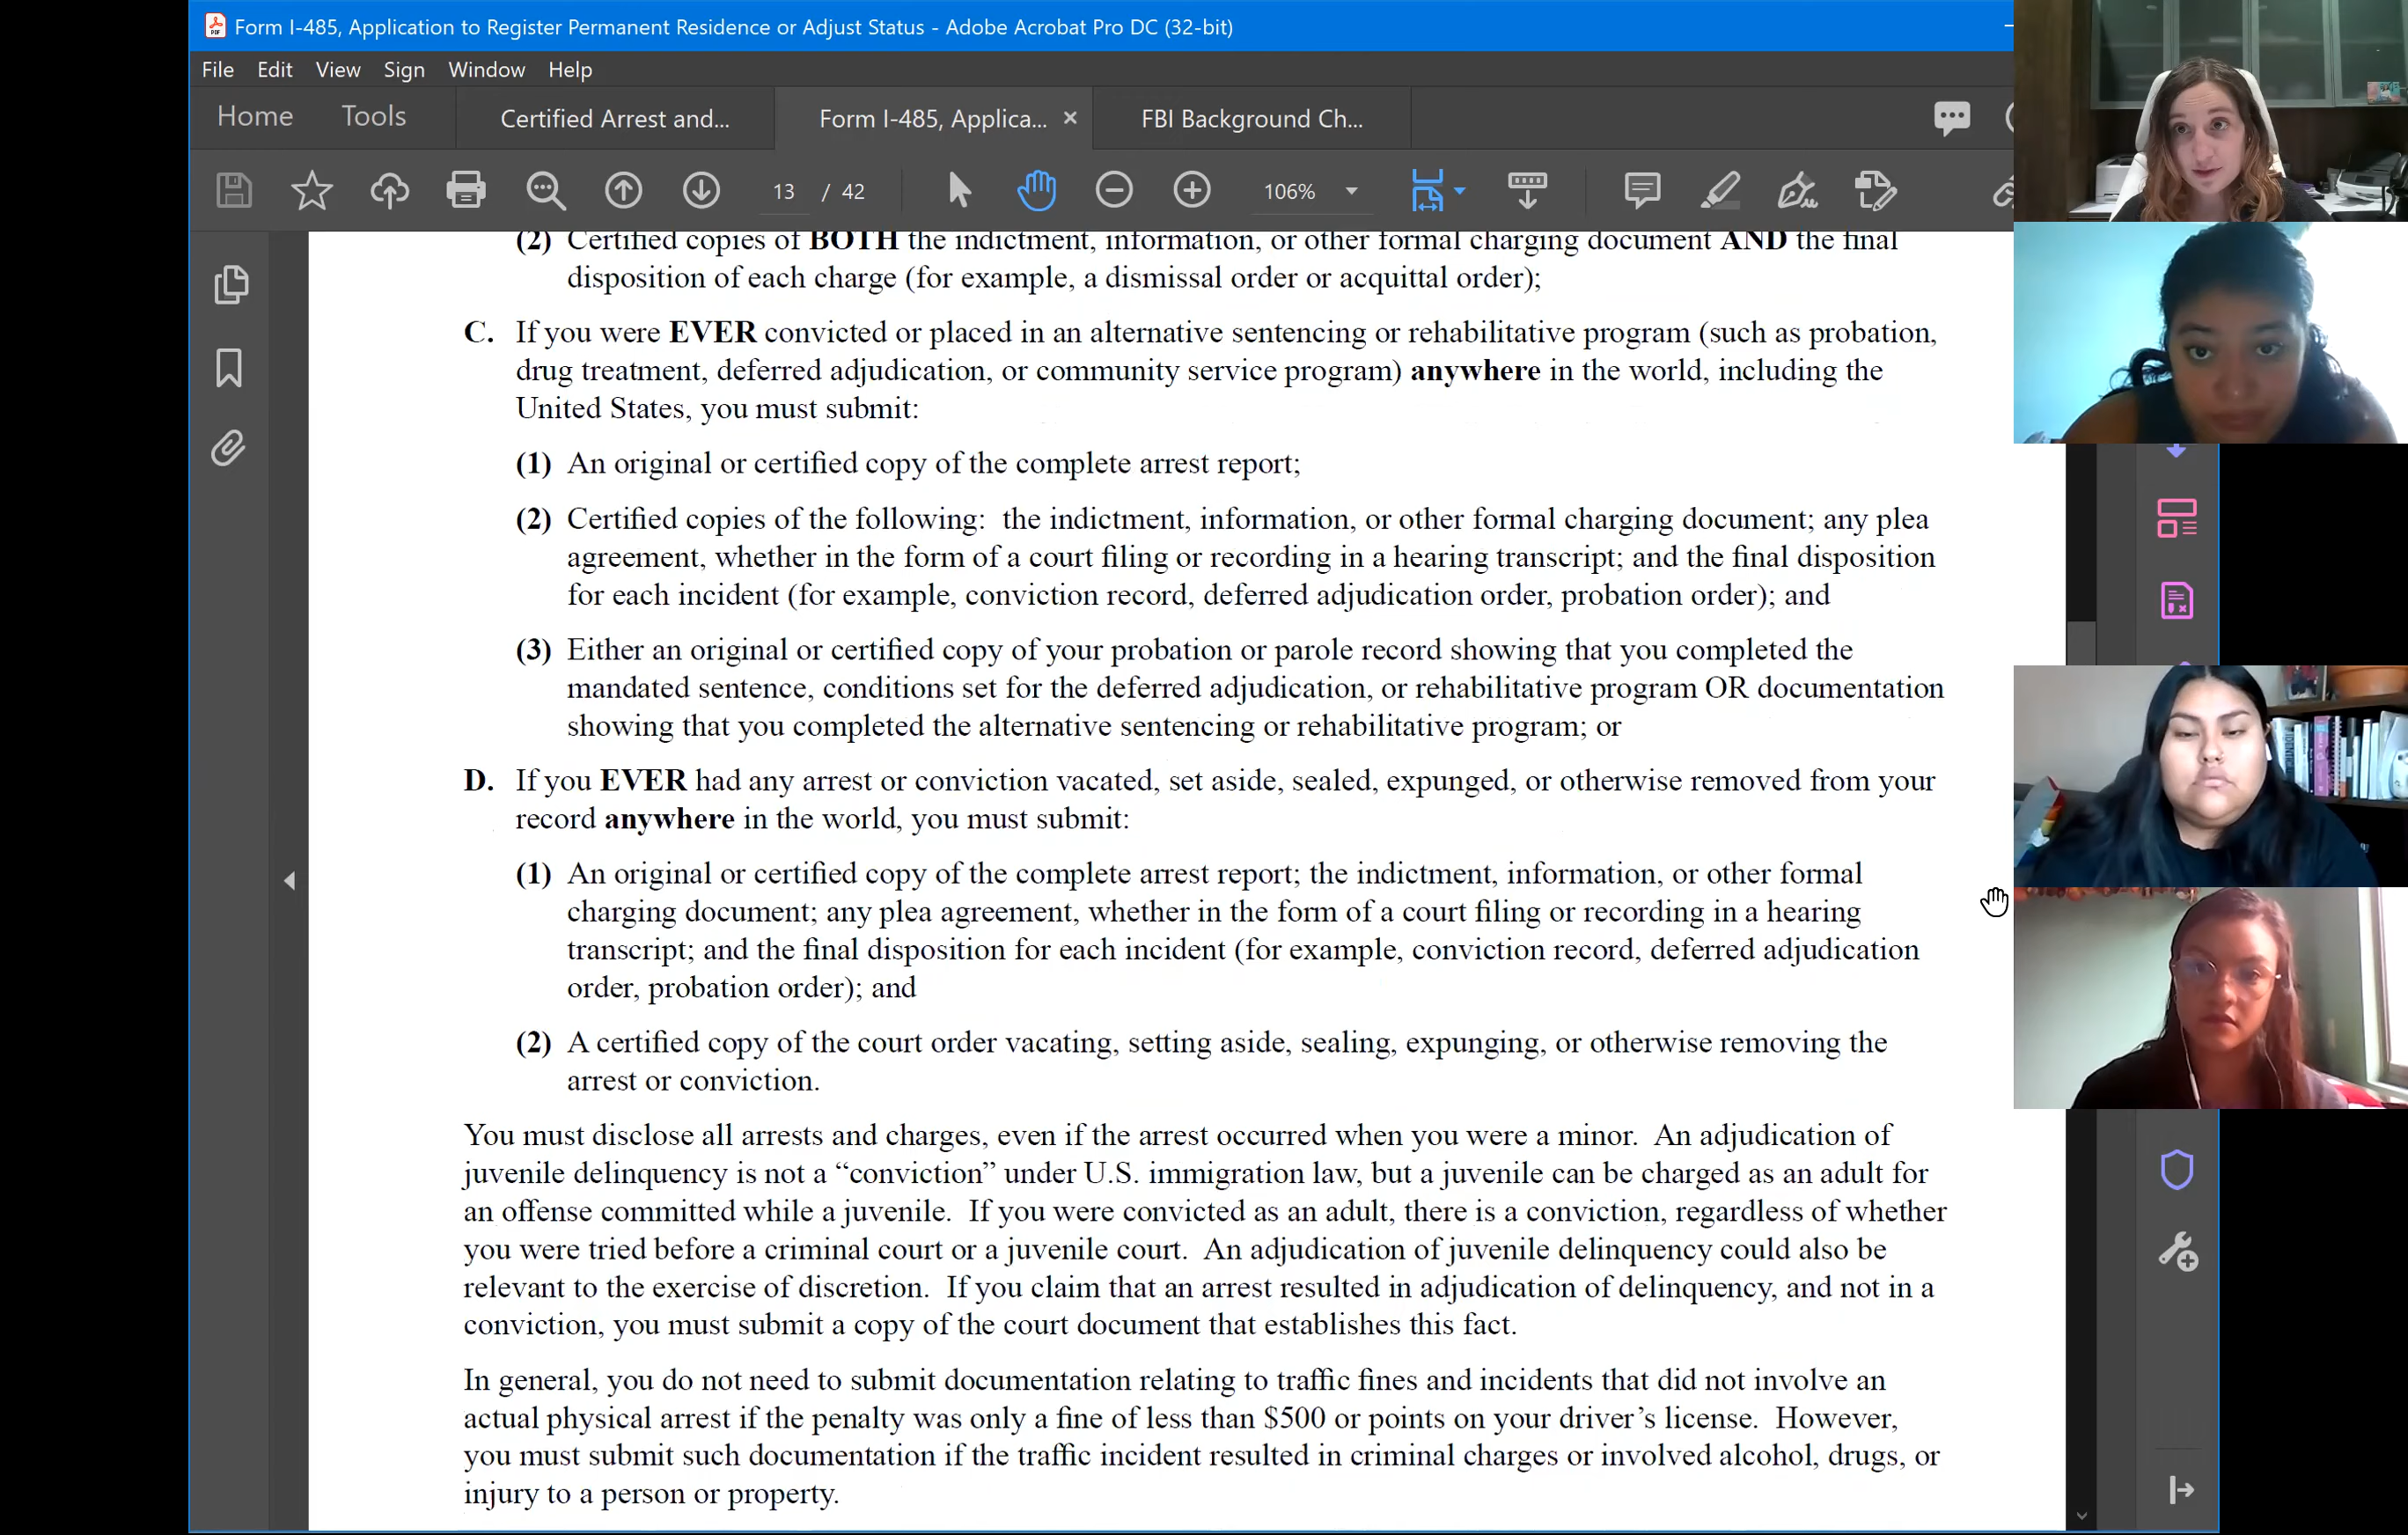 Form I-485, Application to Register Permanent Residence or Adjust Status - Adobe Acrobat Pro DC (32-bit)
File Edit View Sign Window Help
Home Tools Certified Arrest and... Form I-485, Applica... × FBI Background Ch...
13 / 42 106%
(2) Certified copies of BOTH the indictment, information, or other formal charging document AND the final
disposition of each charge (for example, a dismissal order or acquittal order);
C. If you were EVER convicted or placed in an alternative sentencing or rehabilitative program (such as probation,
drug treatment, deferred adjudication, or community service program) anywhere in the world, including the
United States, you must submit:
(1) An original or certified copy of the complete arrest report;
(2) Certified copies of the following: the indictment, information, or other formal charging document; any plea
agreement, whether in the form of a court filing or recording in a hearing transcript; and the final disposition
for each incident (for example, conviction record, deferred adjudication order, probation order); and
(3) Either an original or certified copy of your probation or parole record showing that you completed the
mandated sentence, conditions set for the deferred adjudication, or rehabilitative program OR documentation
showing that you completed the alternative sentencing or rehabilitative program; or
D. If you EVER had any arrest or conviction vacated, set aside, sealed, expunged, or otherwise removed from your
record anywhere in the world, you must submit:
(1) An original or certified copy of the complete arrest report; the indictment, information, or other formal
charging document; any plea agreement, whether in the form of a court filing or recording in a hearing
transcript; and the final disposition for each incident (for example, conviction record, deferred adjudication
order, probation order); and
(2) A certified copy of the court order vacating, setting aside, sealing, expunging, or otherwise removing the
arrest or conviction.
You must disclose all arrests and charges, even if the arrest occurred when you were a minor. An adjudication of
juvenile delinquency is not a “conviction” under U.S. immigration law, but a juvenile can be charged as an adult for
an offense committed while a juvenile. If you were convicted as an adult, there is a conviction, regardless of whether
you were tried before a criminal court or a juvenile court. An adjudication of juvenile delinquency could also be
relevant to the exercise of discretion. If you claim that an arrest resulted in adjudication of delinquency, and not in a
conviction, you must submit a copy of the court document that establishes this fact.
In general, you do not need to submit documentation relating to traffic fines and incidents that did not involve an
actual physical arrest if the penalty was only a fine of less than $500 or points on your driver’s license. However,
you must submit such documentation if the traffic incident resulted in criminal charges or involved alcohol, drugs, or
injury to a person or property.